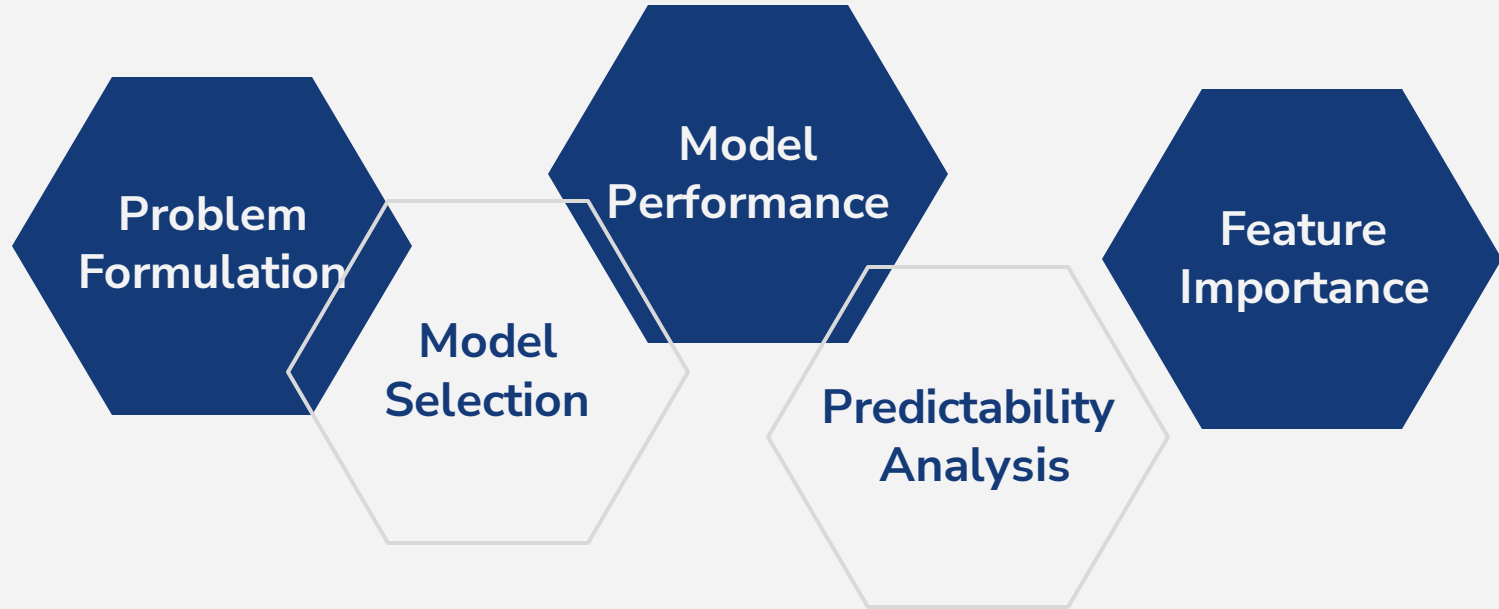 Problem
Formulation
Model
Selection
Model
Performance
Predictability
Analysis
Feature
Importance